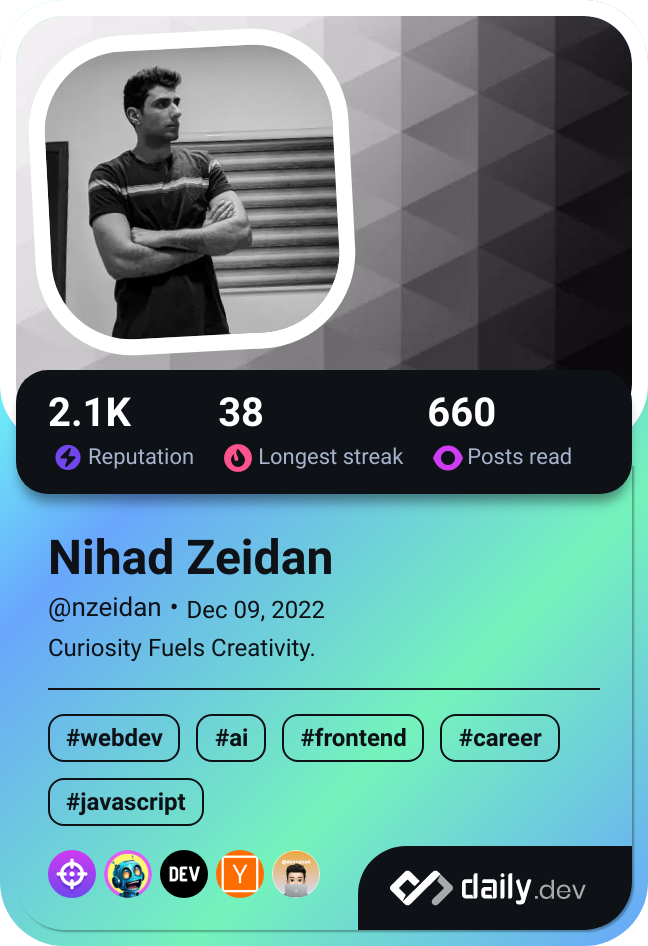 2.1K 38 660
Reputation Longest streak Posts read
Nihad Zeidan
@nzeidan • Dec 09, 2022
Curiosity Fuels Creativity.
#webdev #ai #frontend #career
#javascript
DEV Y
daily.dev